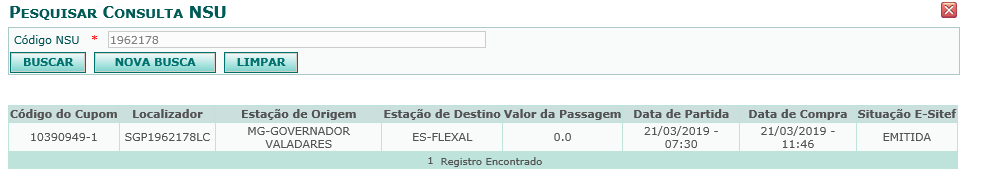 PESQUISAR CONSULTA NSU
Código NSU * 1962178
BUSCAR NOVA BUSCA LIMPAR
Código do Cupom Localizador Estação de Origem Estação de Destino Valor da Passagem Data de Partida Data de Compra Situação E-Sitef
10390949-1 SGP1962178LC MG-GOVERNADOR VALADARES ES-FLEXAL 0.0 21/03/2019 - 07:30 21/03/2019 - 11:46 EMITIDA
1 Registro Encontrado